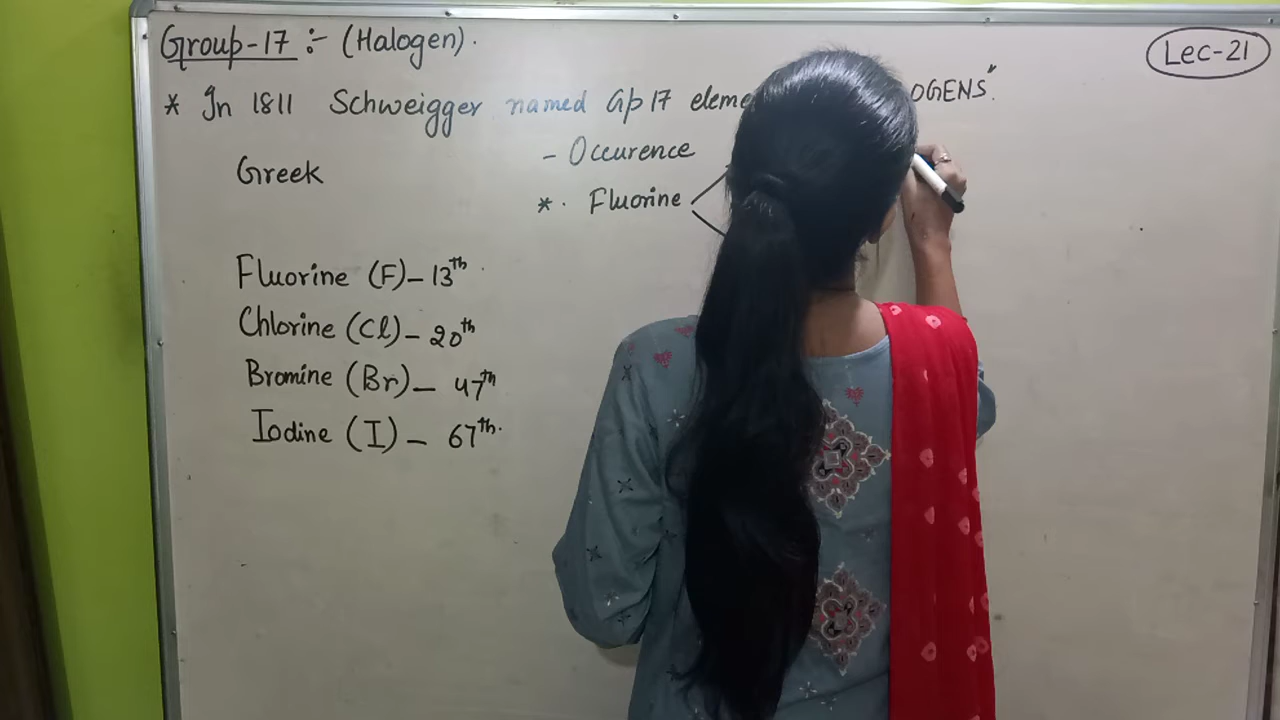 Group-17 :- (Halogen).
Lec-21
* In 1811 Schweigger named Gp 17 eleme OGENS".
- Occurence
Greek
*. Fluorine
Fluorine (F) - 13th.
Chlorine (Cl) - 20th
Bromine (Br) - 47th
Iodine (I) - 67th.